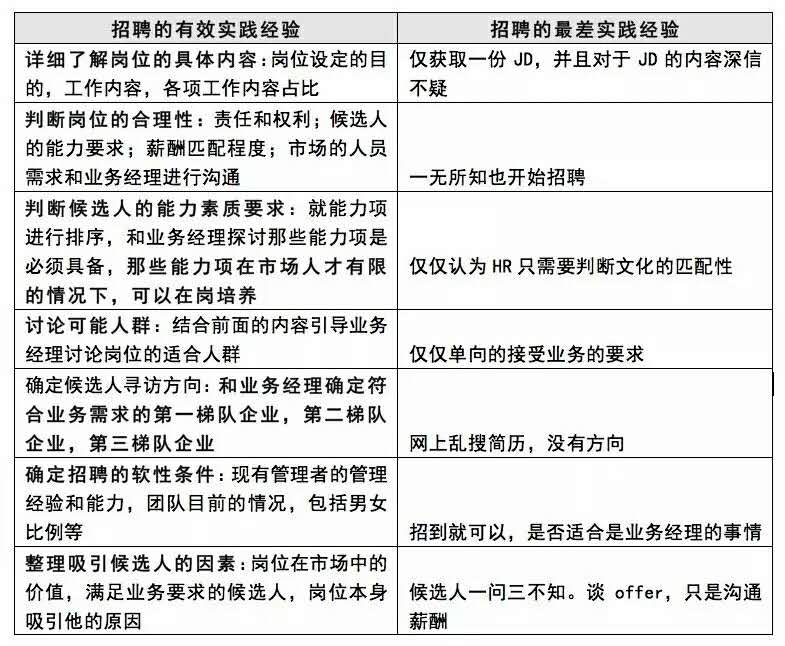 招聘的有效实践经验
招聘的最差实践经验
详细了解岗位的具体内容：岗位设定的目
的，工作内容，各项工作内容占比
仅获取一份 JD，并且对于 JD 的内容深信
不疑
判断岗位的合理性：责任和权利；候选人
的能力要求；薪酬匹配程度；市场的人员
需求和业务经理进行沟通
一无所知也开始招聘
判断候选人的能力素质要求：就能力项
进行排序，和业务经理探讨那些能力项是
必须具备，那些能力项在市场人才有限
的情况下，可以在岗培养
仅仅认为 HR 只需要判断文化的匹配性
讨论可能人群：结合前面的内容引导业务
经理讨论岗位的适合人群
仅仅单向的接受业务的要求
确定候选人寻访方向：和业务经理确定符
合业务需求的第一梯队企业，第二梯队
企业，第三梯队企业
网上乱搜简历，没有方向
确定招聘的软性条件：现有管理者的管理
经验和能力，团队目前的情况，包括男女
比例等
招到就可以，是否适合是业务经理的事情
整理吸引候选人的因素：岗位在市场中的
价值，满足业务要求的候选人，岗位本身
吸引他的原因
候选人一问三不知。谈 offer，只是沟通
薪酬